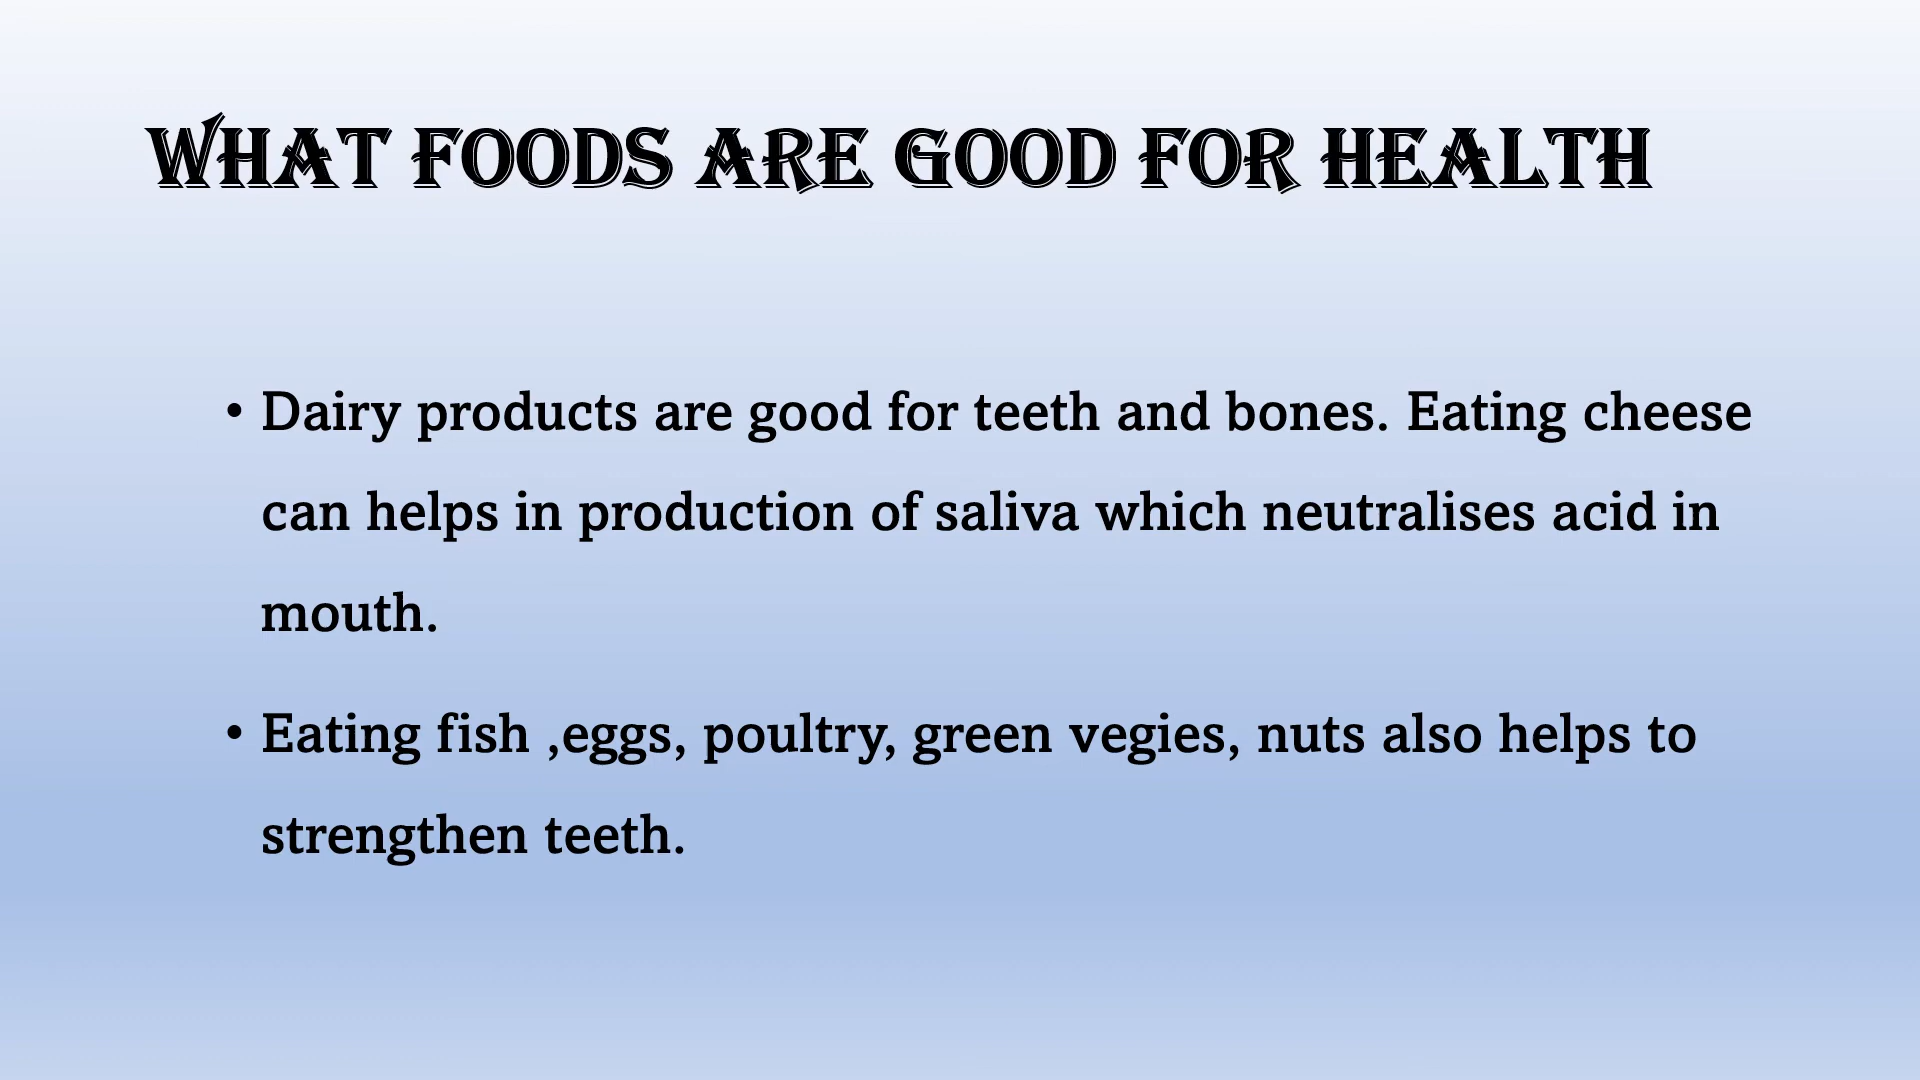 WHAT FOODS ARE GOOD FOR HEALTH
• Dairy products are good for teeth and bones. Eating cheese
can helps in production of saliva which neutralises acid in
mouth.
• Eating fish ,eggs, poultry, green vegies, nuts also helps to
strengthen teeth.